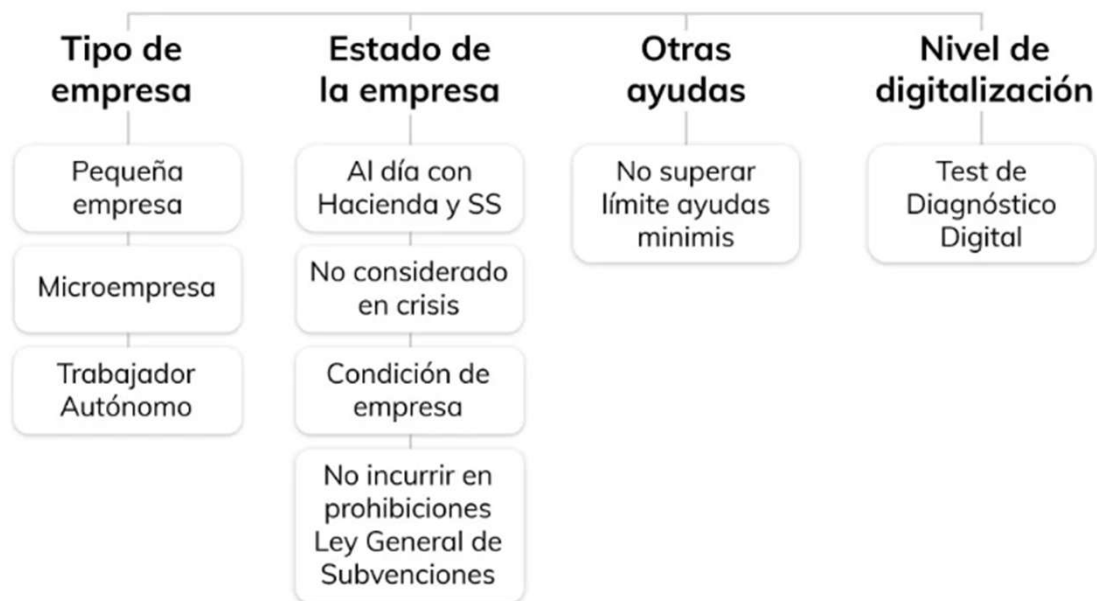 Tipo de
empresa
Pequeña
empresa
Microempresa
Trabajador
Autónomo
Estado de
la empresa
Al día con
Hacienda y SS
No considerado
en crisis
Condición de
empresa
No incurrir en
prohibiciones
Ley General de
Subvenciones
Otras
ayudas
No superar
límite ayudas
minimis
Nivel de
digitalización
Test de
Diagnóstico
Digital